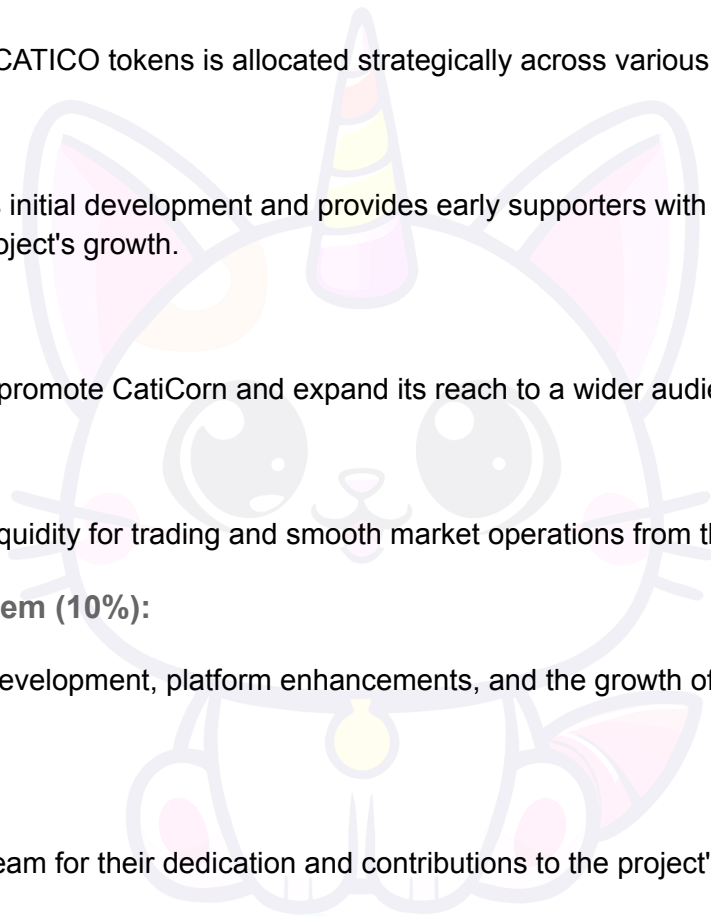 CATICO tokens is allocated strategically across various
initial development and provides early supporters with
oject's growth.
promote CatiCorn and expand its reach to a wider audie
quidity for trading and smooth market operations from th
em (10%):
evelopment, platform enhancements, and the growth of
eam for their dedication and contributions to the project'